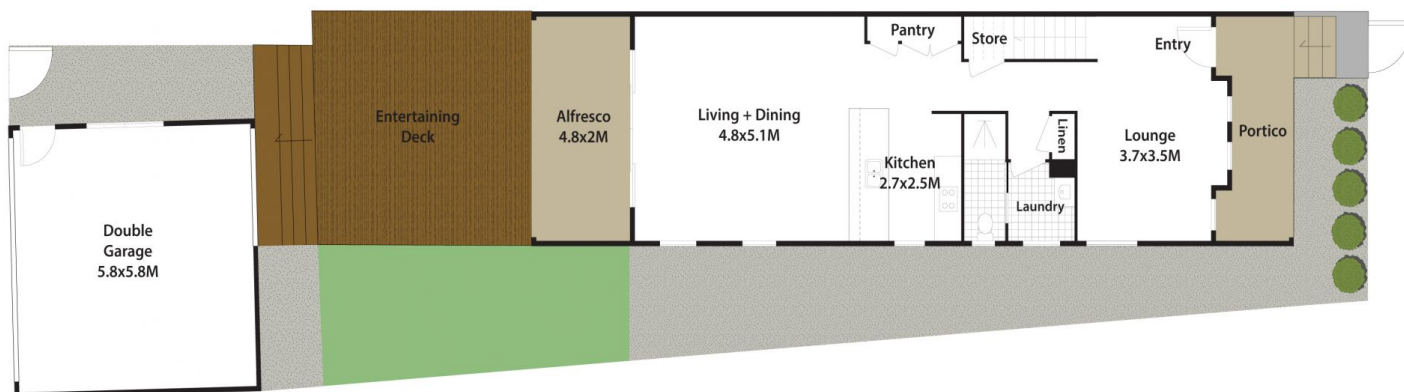 Pantry
Store
Entry
Entertaining
Deck
Alfresco
4.8x2M
Living + Dining
4.8x5.1M
Linen
Lounge
3.7x3.5M
Portico
Kitchen
2.7x2.5M
Laundry
Double
Garage
5.8x5.8M